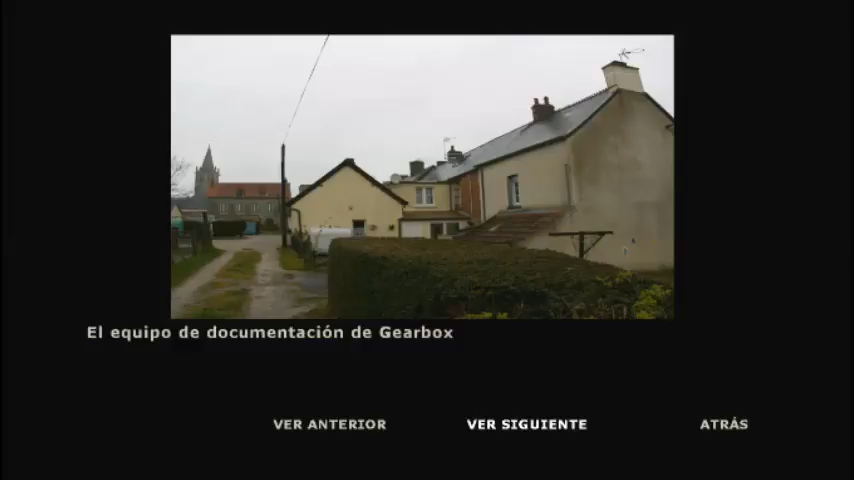 El equipo de documentación de Gearbox
VER ANTERIOR
VER SIGUIENTE
ATRÁS